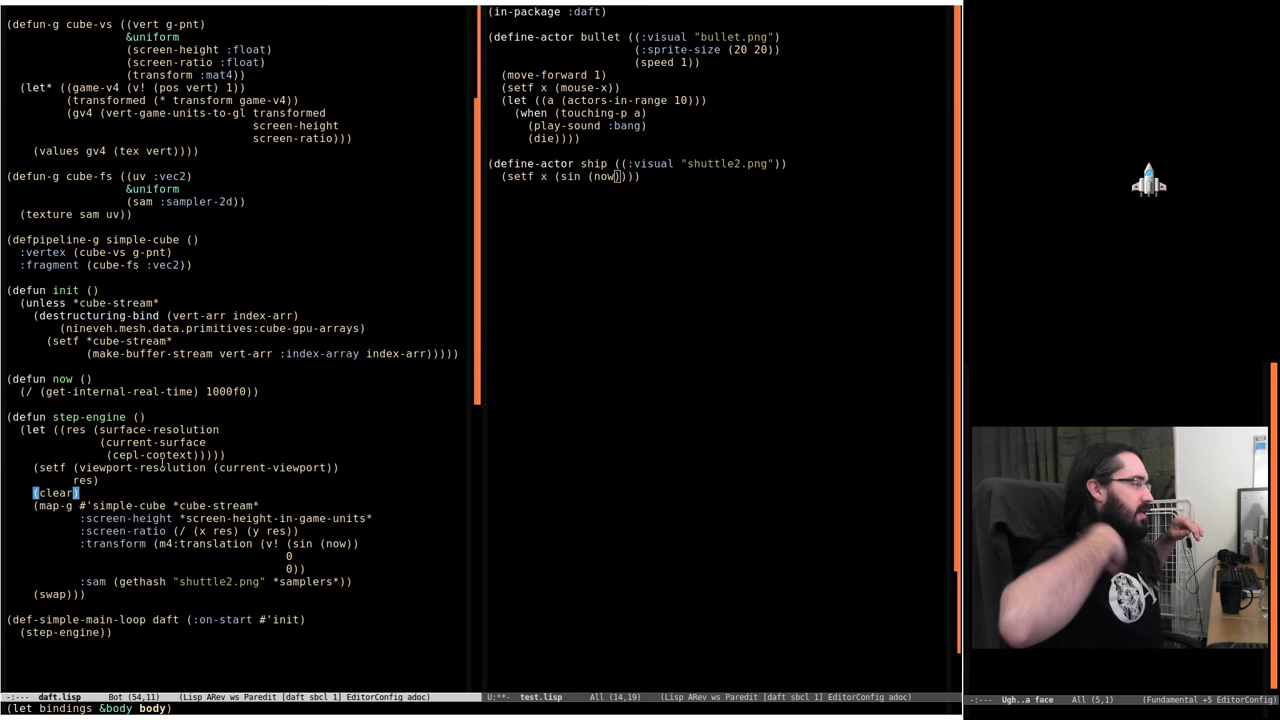 (defun-g cube-vs ((vert g-pnt)
                  &uniform
                  (screen-height :float)
                  (screen-ratio :float)
                  (transform :mat4))
  (let* ((game-v4 (v! (pos vert) 1))
         (transformed (* transform game-v4))
         (gv4 (vert-game-units-to-gl transformed
                                     screen-height
                                     screen-ratio)))
    (values gv4 (tex vert))))
(defun-g cube-fs ((uv :vec2)
                  &uniform
                  (sam :sampler-2d))
  (texture sam uv))
(defpipeline-g simple-cube ()
  :vertex (cube-vs g-pnt)
  :fragment (cube-fs :vec2))
(defun init ()
  (unless *cube-stream*
    (destructuring-bind (vert-arr index-arr)
        (nineveh.mesh.data.primitives:cube-gpu-arrays)
      (setf *cube-stream*
            (make-buffer-stream vert-arr :index-array index-arr)))))
(defun now ()
  (/ (get-internal-real-time) 1000f0))
(defun step-engine ()
  (let ((res (surface-resolution
              (current-surface
               (cepl-context)))))
    (setf (viewport-resolution (current-viewport))
          res)
    (clear)
    (map-g #'simple-cube *cube-stream*
           :screen-height *screen-height-in-game-units*
           :screen-ratio (/ (x res) (y res))
           :transform (m4:translation (v! (sin (now))
                                          0
                                          0))
           :sam (gethash "shuttle2.png" *samplers*))
    (swap)))
(def-simple-main-loop daft (:on-start #'init)
  (step-engine))
-:---  daft.lisp      Bot (54,11)    (Lisp ARev ws Paredit [daft sbcl 1] EditorConfig adoc)
(let bindings &body body)
(in-package :daft)
(define-actor bullet ((:visual "bullet.png")
                      (:sprite-size (20 20))
                      (speed 1))
  (move-forward 1)
  (setf x (mouse-x))
  (let ((a (actors-in-range 10)))
    (when (touching-p a)
      (play-sound :bang)
      (die))))
(define-actor ship ((:visual "shuttle2.png"))
  (setf x (sin (now))))
U:**-  test.lisp      All (14,19)    (Lisp ARev ws Paredit [daft sbcl 1] EditorConfig adoc)
-:---  Ugh..a face    All (5,1)      (Fundamental +5 EditorConfig)